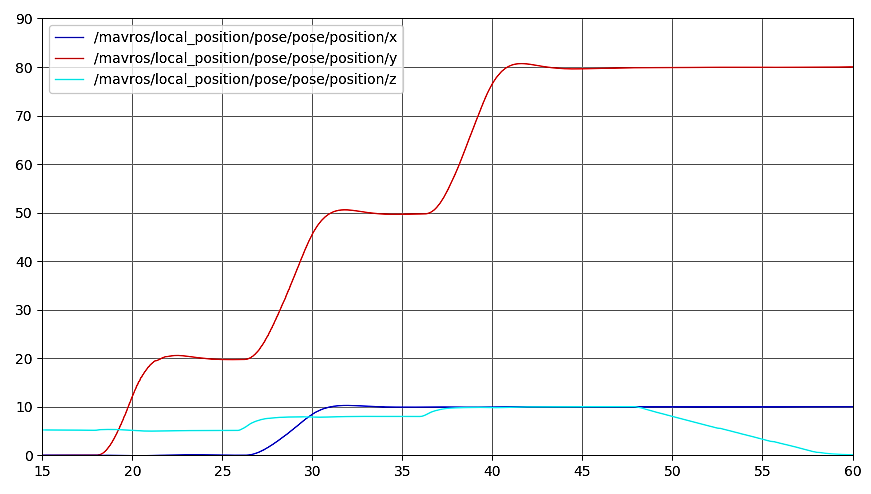 /mavros/local_position/pose/pose/position/x
/mavros/local_position/pose/pose/position/y
/mavros/local_position/pose/pose/position/z
90
80
70
60
50
40
30
20
10
0
15 20 25 30 35 40 45 50 55 60